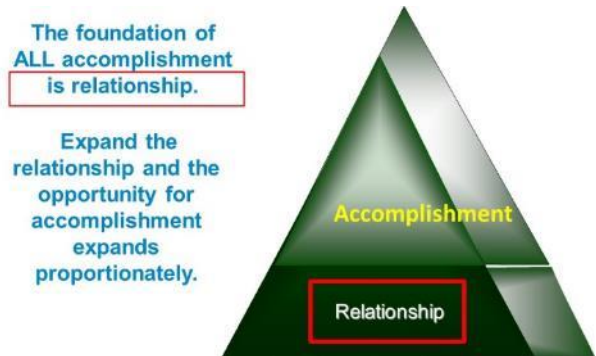 The foundation of
ALL accomplishment
is relationship.
Expand the
relationship and the
opportunity for
accomplishment
expands
proportionately.
Accomplishment
Relationship